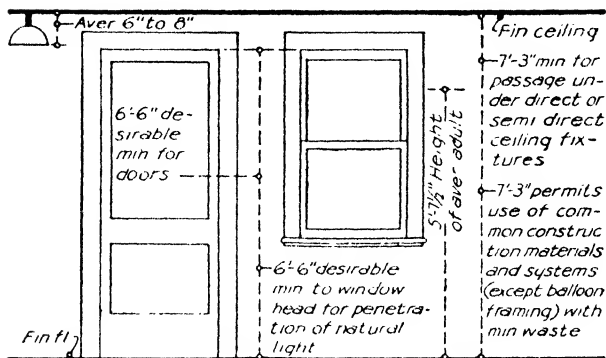 Aver 6" to 8"
Fin ceiling
7'-3" min for
passage un-
der direct or
semi direct
ceiling fix-
tures
6'-6" de-
sirable
min for
doors
5'-7½" Height
of aver adult
7'-3" permits
use of com-
mon construc
tion materials
and systems
(except balloon
framing) with
min waste
6'-6" desirable
min to window
head for penetra-
tion of natural
light
Fin fl